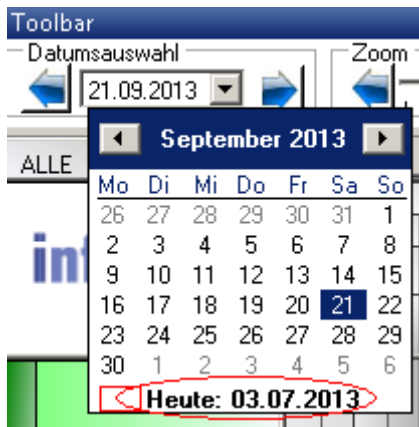 Toolbar
Datumsauswahl Zoom
21.09.2013
ALLE
September 2013
Mo Di Mi Do Fr Sa So
26 27 28 29 30 31 1
2 3 4 5 6 7 8
9 10 11 12 13 14 15
16 17 18 19 20 21 22
23 24 25 26 27 28 29
30 1 2 3 4 5 6
Heute: 03.07.2013